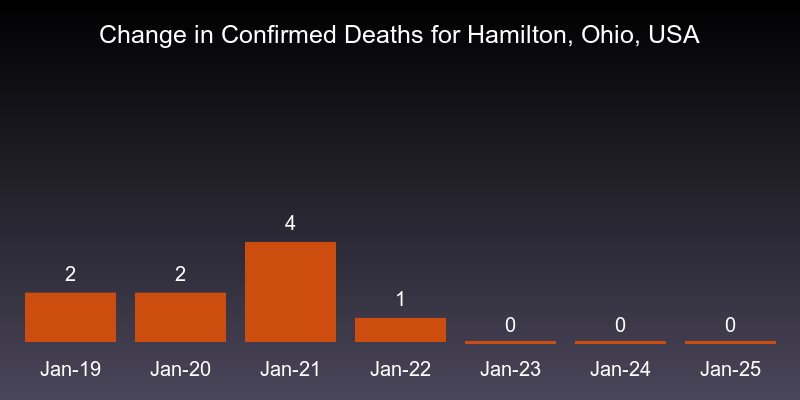 Change in Confirmed Deaths for Hamilton, Ohio, USA
4
2 2
1
0 0 0
Jan-19 Jan-20 Jan-21 Jan-22 Jan-23 Jan-24 Jan-25